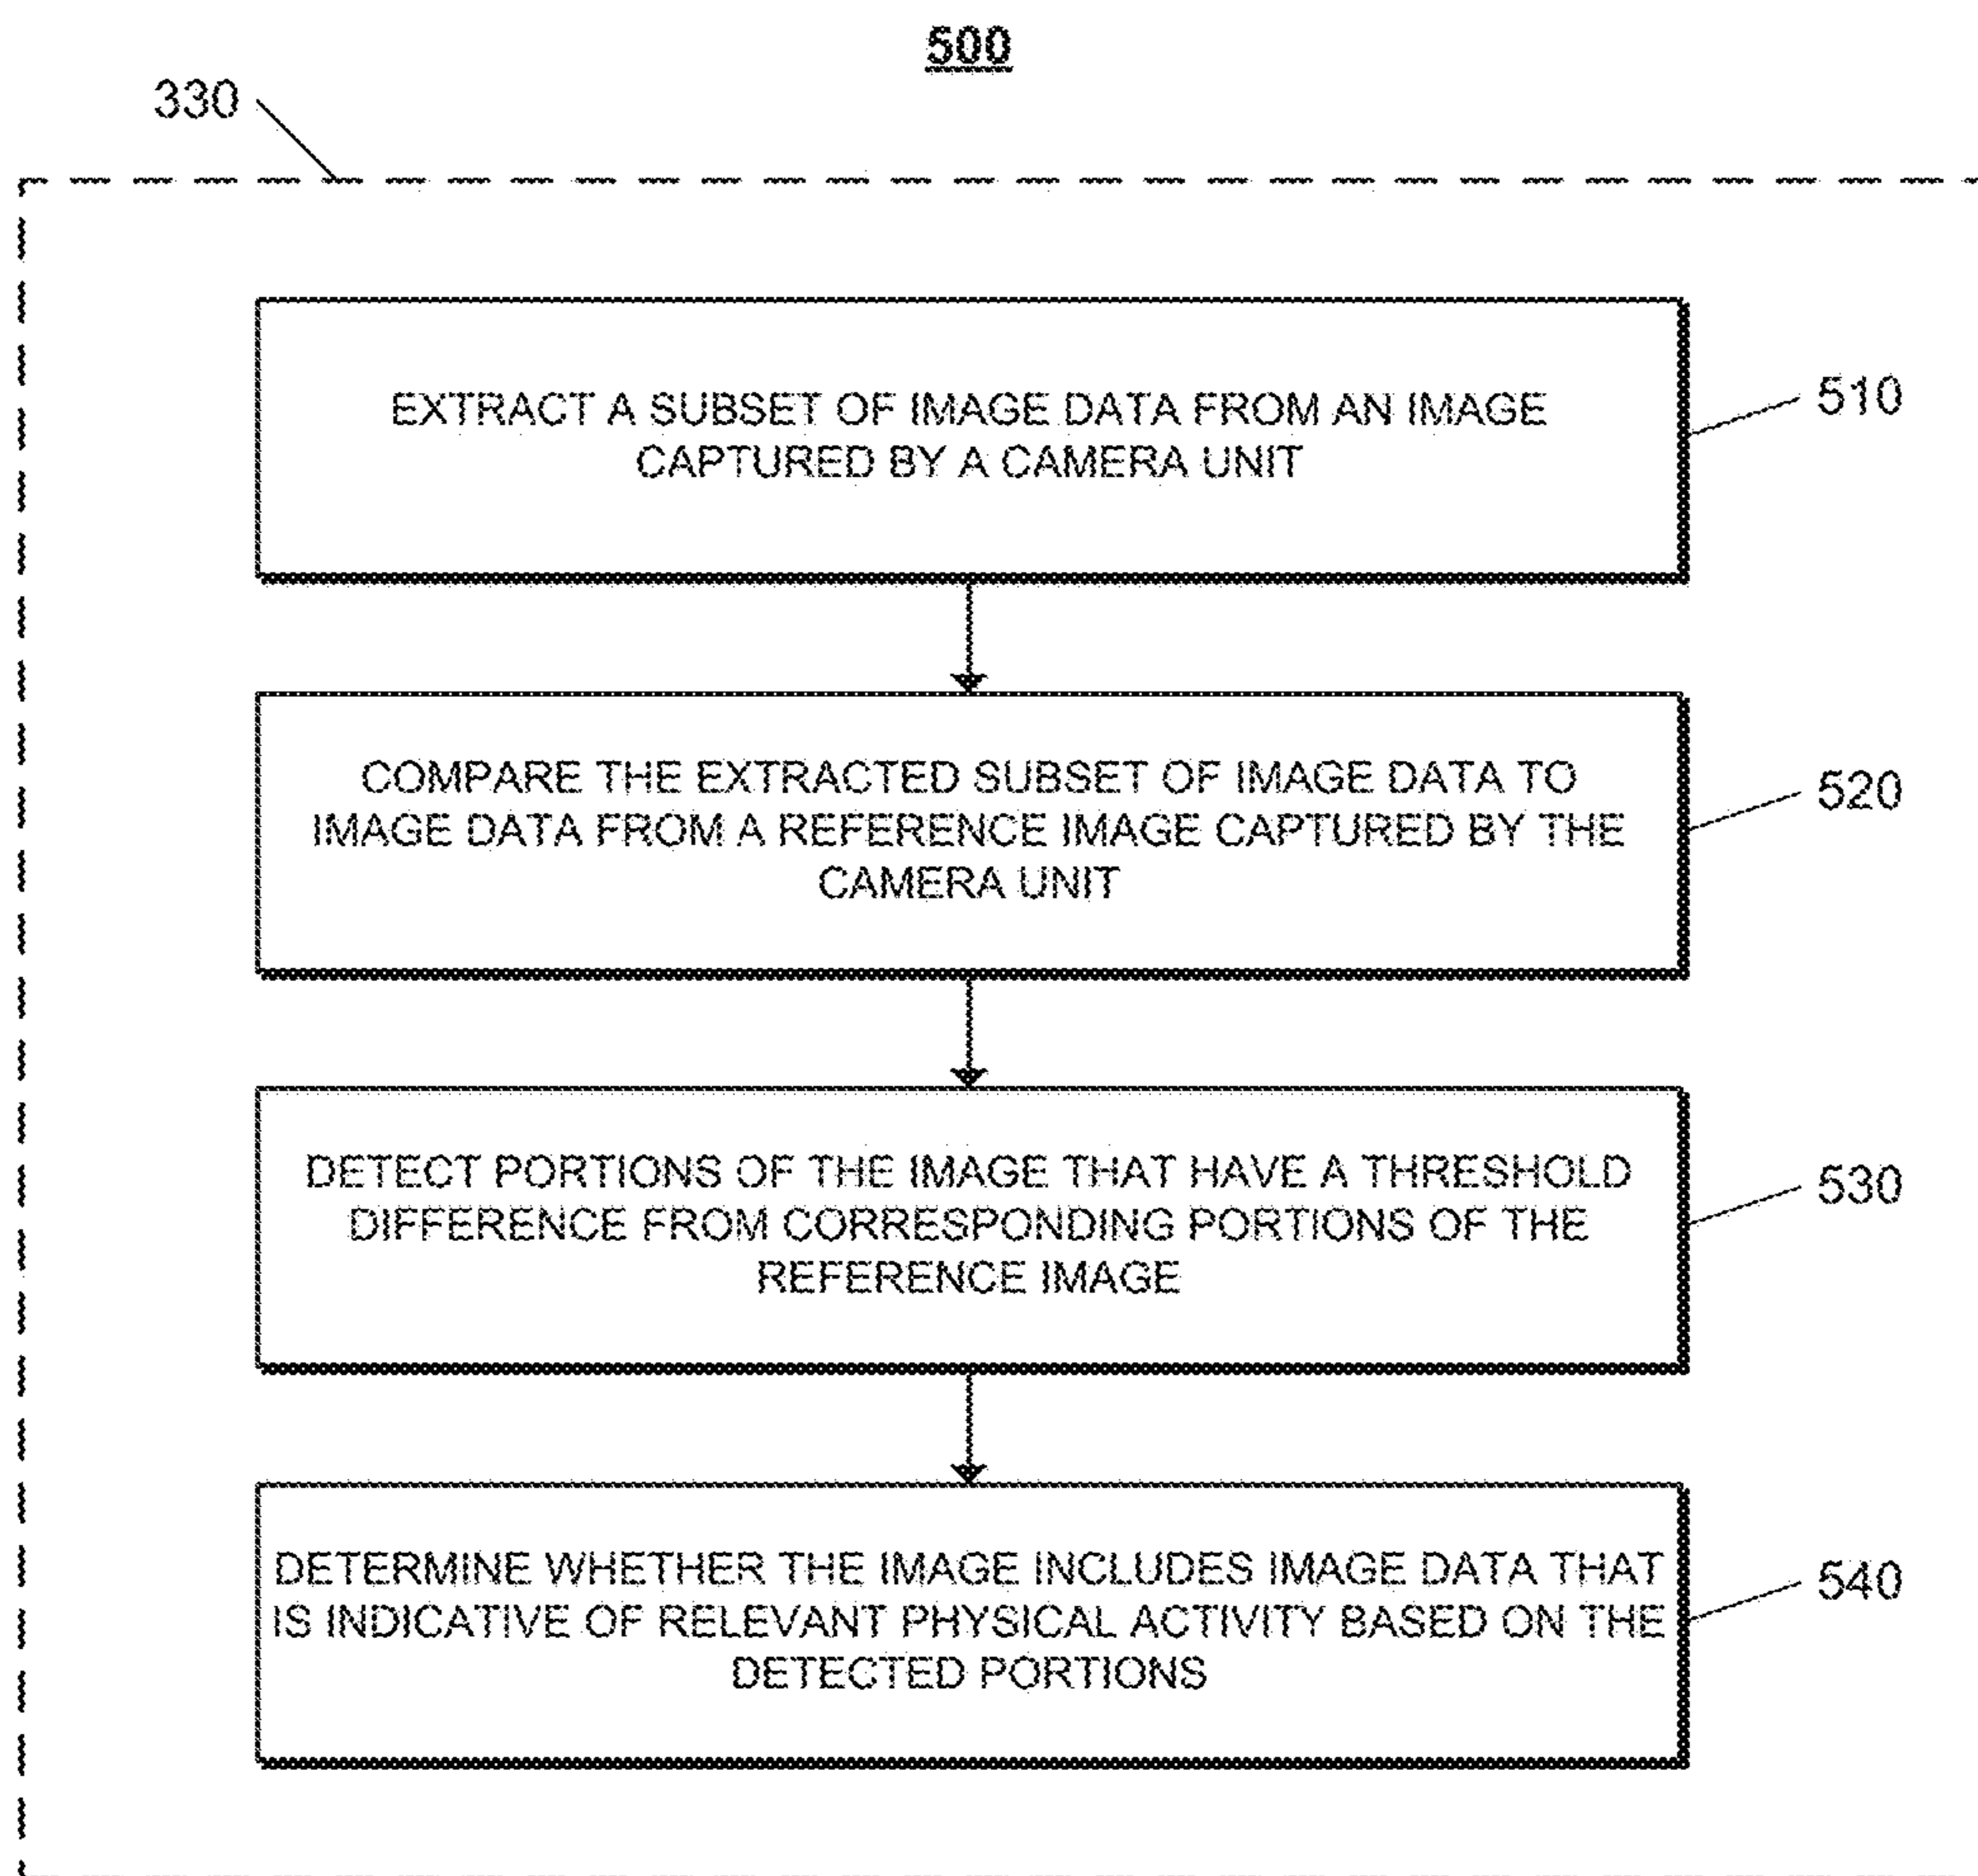 500
330
EXTRACT A SUBSET OF IMAGE DATA FROM AN IMAGE
CAPTURED BY A CAMERA UNIT
510
COMPARE THE EXTRACTED SUBSET OF IMAGE DATA TO
IMAGE DATA FROM A REFERENCE IMAGE CAPTURED BY THE
CAMERA UNIT
520
DETECT PORTIONS OF THE IMAGE THAT HAVE A THRESHOLD
DIFFERENCE FROM CORRESPONDING PORTIONS OF THE
REFERENCE IMAGE
530
DETERMINE WHETHER THE IMAGE INCLUDES IMAGE DATA THAT
IS INDICATIVE OF RELEVANT PHYSICAL ACTIVITY BASED ON THE
DETECTED PORTIONS
540